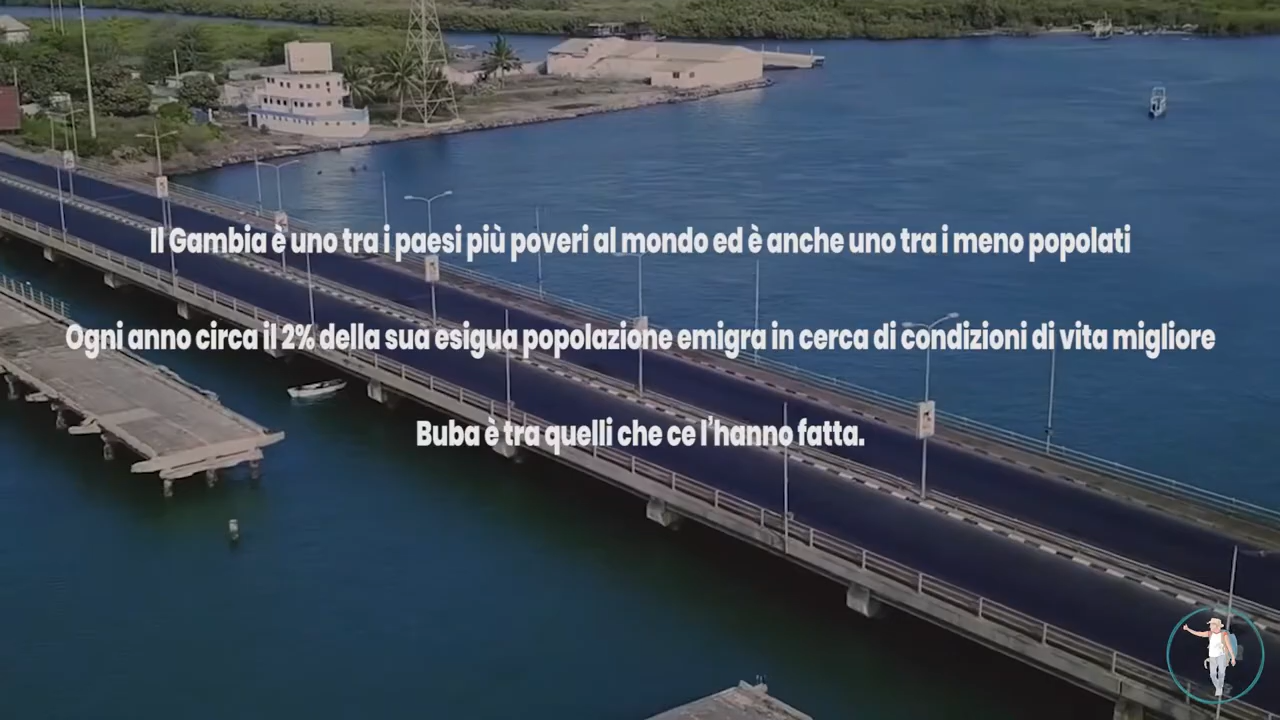 Il Gambia è uno tra i paesi più poveri al mondo ed è anche uno tra i meno popolati
Ogni anno circa il 2% della sua esigua popolazione emigra in cerca di condizioni di vita migliore
Buba è tra quelli che ce l'hanno fatta.